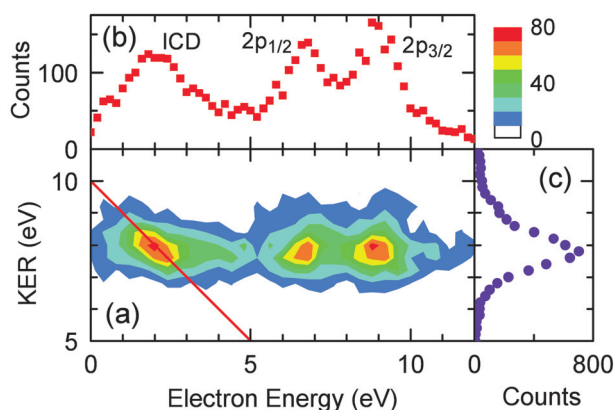 (b) ICD 2p1/2 2p3/2
Counts
100
0
80
40
0
10
KER (eV)
5
(a)
(c)
0 5 10
Electron Energy (eV)
0 800
Counts